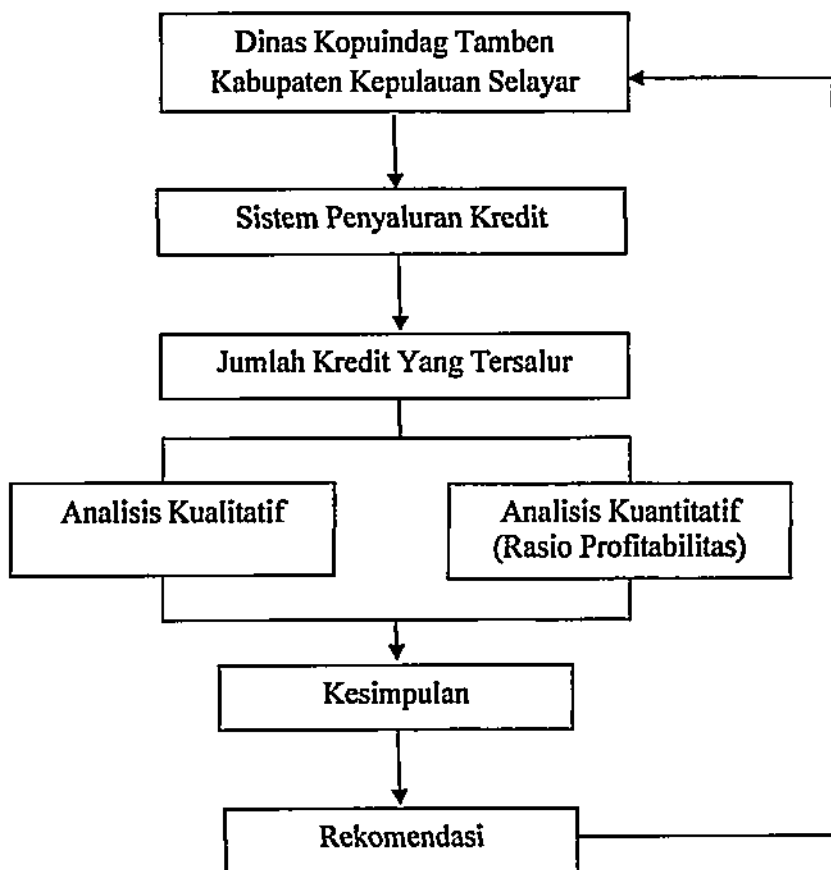 Dinas Kopuindag Tamben
Kabupaten Kepulauan Selayar
Sistem Penyaluran Kredit
Jumlah Kredit Yang Tersalur
Analisis Kualitatif
Analisis Kuantitatif
(Rasio Profitabilitas)
Kesimpulan
Rekomendasi